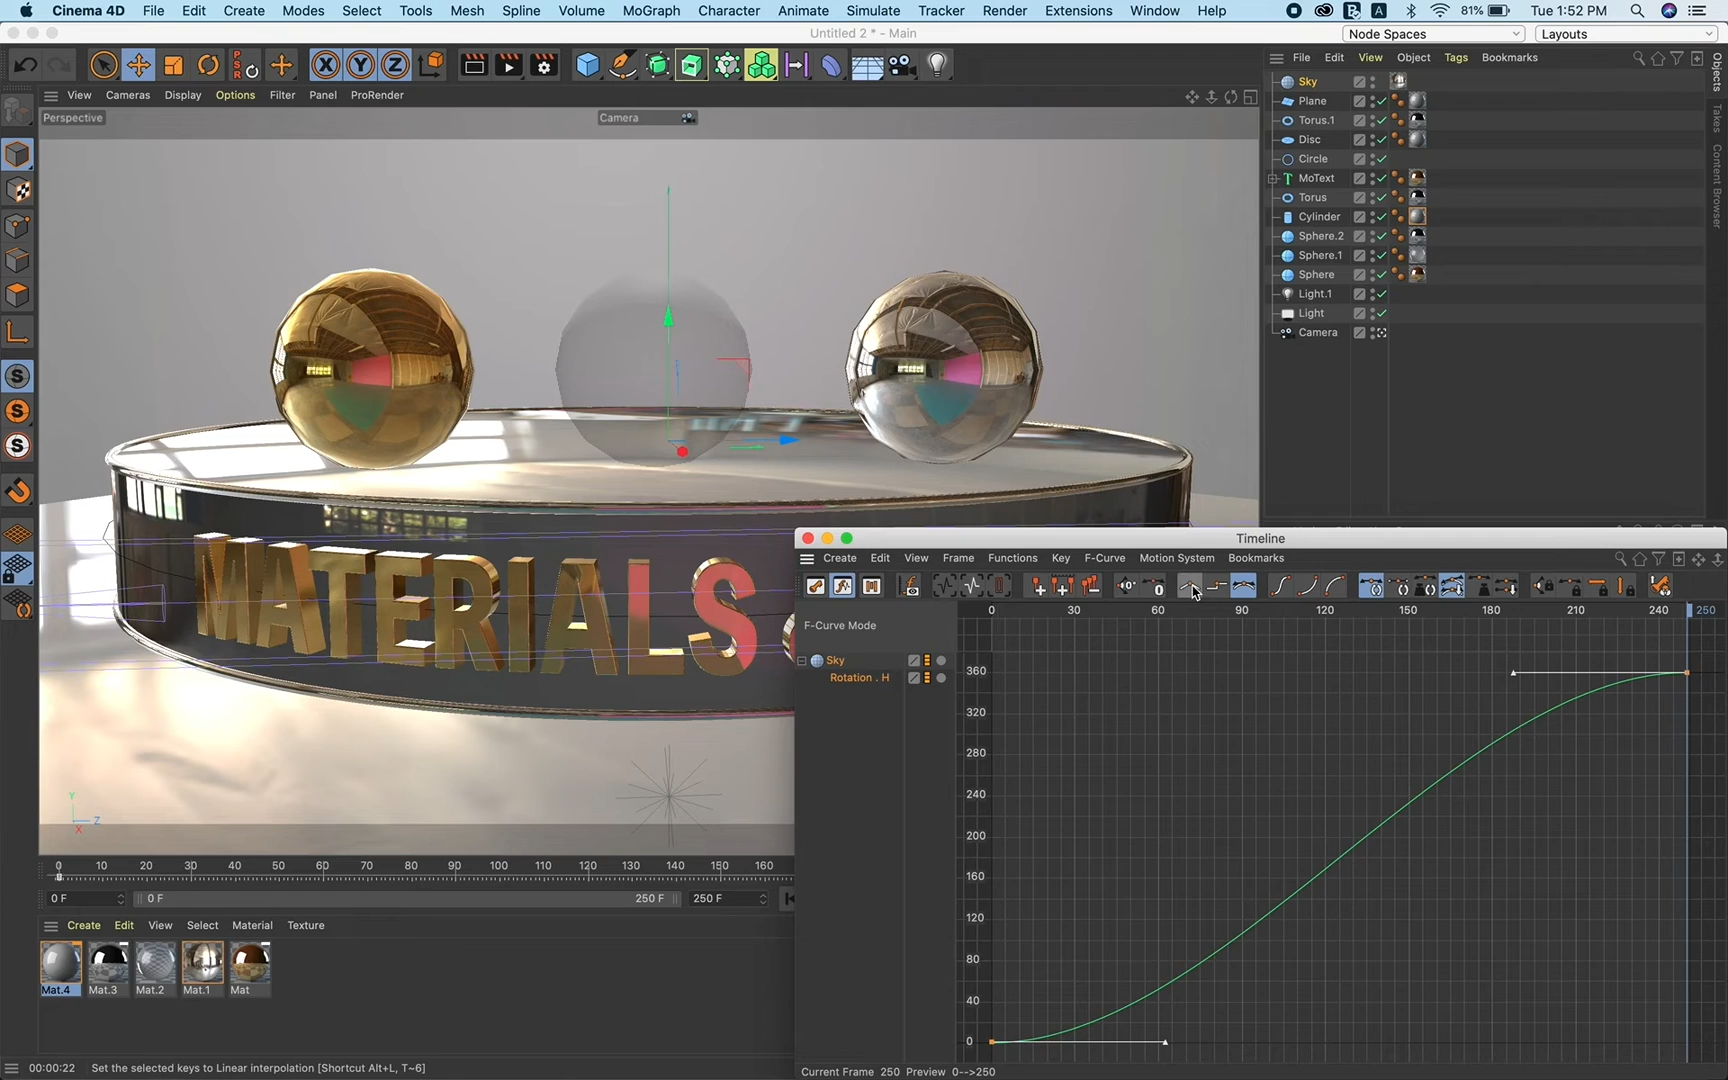 Cinema 4D File Edit Create Modes Select Tools Mesh Spline Volume MoGraph Character Animate Simulate Tracker Render Extensions Window Help 81% Tue 1:52 PM
Untitled 2 * - Main
Node Spaces Layouts
File Edit View Object Tags Bookmarks
View Cameras Display Options Filter Panel ProRender
Perspective
Camera
Sky
Plane
Torus.1
Disc
Circle
MoText
Torus
Cylinder
Sphere.2
Sphere.1
Sphere
Light.1
Light
Camera
Objects
Takes
Content Browser
MATERIALS
Timeline
Create Edit View Frame Functions Key F-Curve Motion System Bookmarks
0 30 60 90 120 150 180 210 240 250
F-Curve Mode
Sky
Rotation . H
360
320
280
240
200
160
120
80
40
0
Current Frame 250 Preview 0-->250
0 10 20 30 40 50 60 70 80 90 100 110 120 130 140 150 160
0 F 0 F 250 F 250 F
Create Edit View Select Material Texture
Mat.4 Mat.3 Mat.2 Mat.1 Mat
00:00:22 Set the selected keys to Linear interpolation [Shortcut Alt+L, T~6]
X Y Z
PSR
S
S
S
Y
Z
X